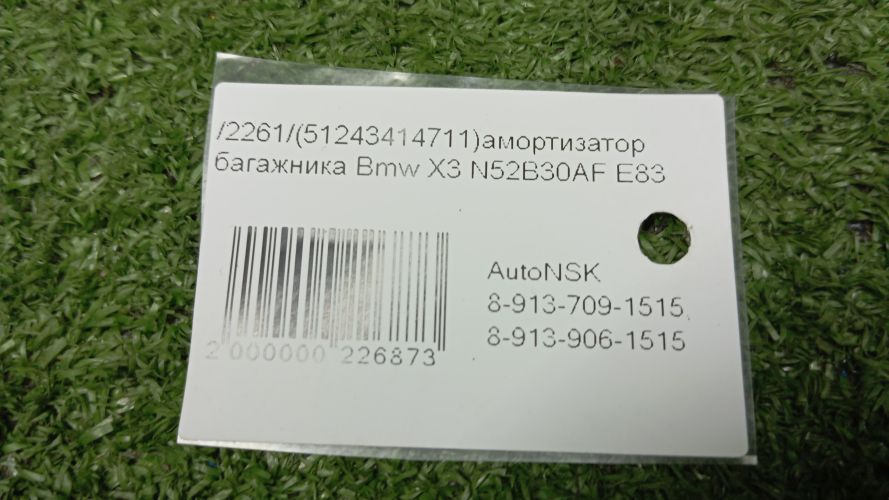 /2261/(51243414711)амортизатор
багажника Bmw X3 N52B30AF E83
AutoNSK
8-913-709-1515,
8-913-906-1515
2 000000 226873